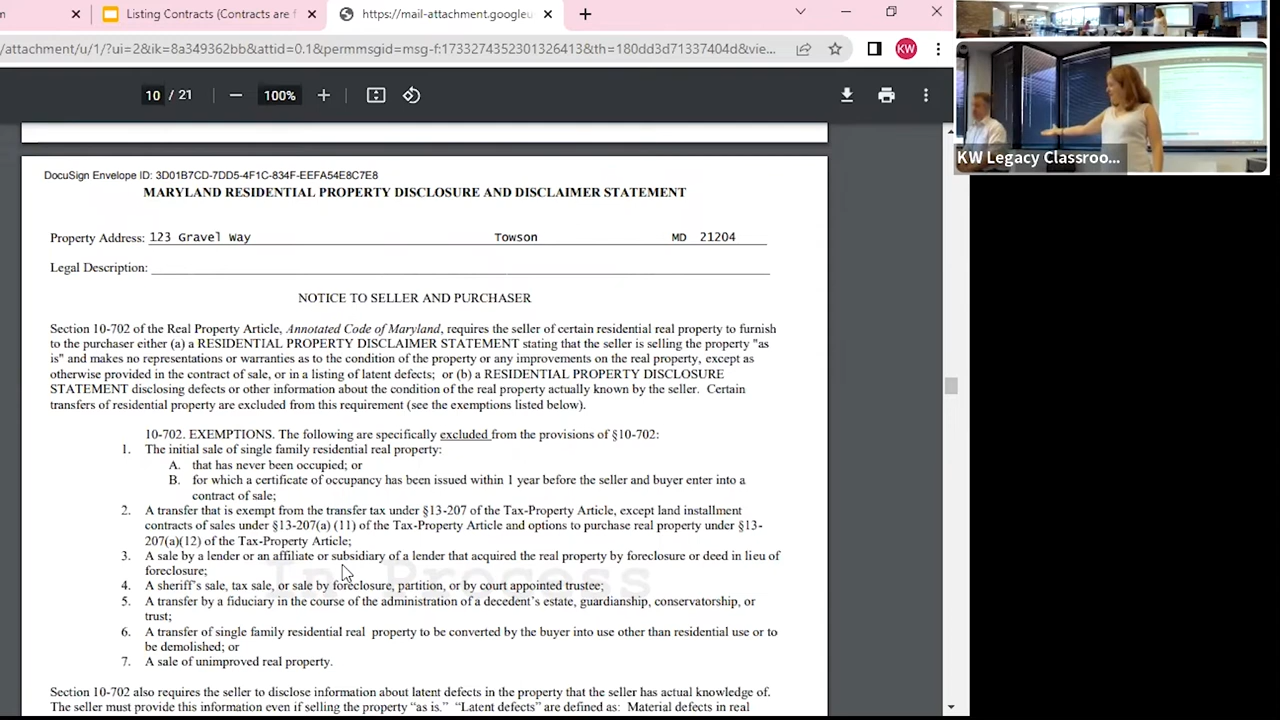 m
Listing Contracts (Contracts are f
https://mail-attachment.googleu
/attachment/u/1/?ui=2&ik=8a349362bb&attid=0.1&permmsgid=msg-f:1733274352301326413&th=180dd3d71337404d&vie...
KW
10 / 21
100%
KW Legacy Classroo...
DocuSign Envelope ID: 3D01B7CD-7DD5-4F1C-834F-EEFA54E8C7E8
MARYLAND RESIDENTIAL PROPERTY DISCLOSURE AND DISCLAIMER STATEMENT
Property Address: 123 Gravel Way Towson MD 21204
Legal Description:
NOTICE TO SELLER AND PURCHASER
Section 10-702 of the Real Property Article, Annotated Code of Maryland, requires the seller of certain residential real property to furnish
to the purchaser either (a) a RESIDENTIAL PROPERTY DISCLAIMER STATEMENT stating that the seller is selling the property "as
is" and makes no representations or warranties as to the condition of the property or any improvements on the real property, except as
otherwise provided in the contract of sale, or in a listing of latent defects; or (b) a RESIDENTIAL PROPERTY DISCLOSURE
STATEMENT disclosing defects or other information about the condition of the real property actually known by the seller. Certain
transfers of residential property are excluded from this requirement (see the exemptions listed below).
10-702. EXEMPTIONS. The following are specifically excluded from the provisions of §10-702:
1. The initial sale of single family residential real property:
A. that has never been occupied; or
B. for which a certificate of occupancy has been issued within 1 year before the seller and buyer enter into a
contract of sale;
2. A transfer that is exempt from the transfer tax under §13-207 of the Tax-Property Article, except land installment
contracts of sales under §13-207(a) (11) of the Tax-Property Article and options to purchase real property under §13-
207(a)(12) of the Tax-Property Article;
3. A sale by a lender or an affiliate or subsidiary of a lender that acquired the real property by foreclosure or deed in lieu of
foreclosure;
In Process
4. A sheriff's sale, tax sale, or sale by foreclosure, partition, or by court appointed trustee;
5. A transfer by a fiduciary in the course of the administration of a decedent's estate, guardianship, conservatorship, or
trust;
6. A transfer of single family residential real property to be converted by the buyer into use other than residential use or to
be demolished; or
7. A sale of unimproved real property.
Section 10-702 also requires the seller to disclose information about latent defects in the property that the seller has actual knowledge of.
The seller must provide this information even if selling the property "as is." "Latent defects" are defined as: Material defects in real